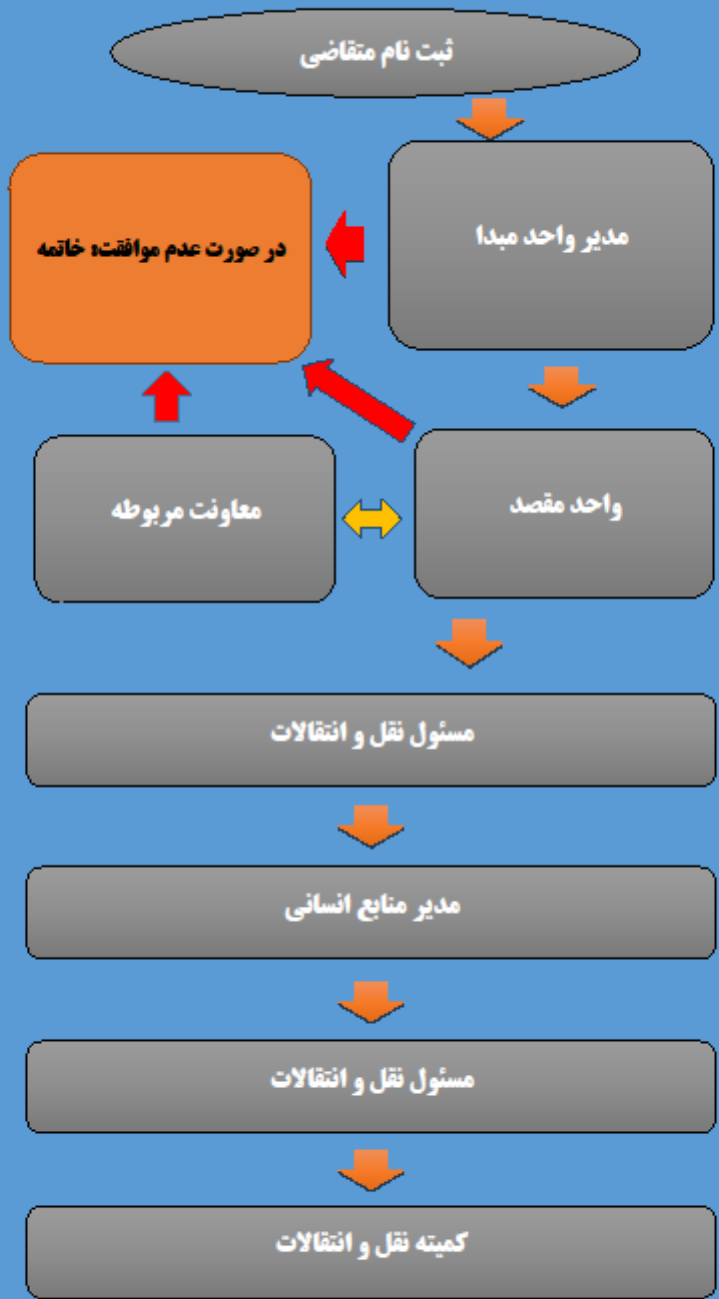 ثبت نام متقاضی
مدیر واحد مبدا
در صورت عدم موافقت، خاتمه
واحد مقصد
معاونت مربوطه
مسئول نقل و انتقالات
مدیر منابع انسانی
مسئول نقل و انتقالات
کمیته نقل و انتقالات